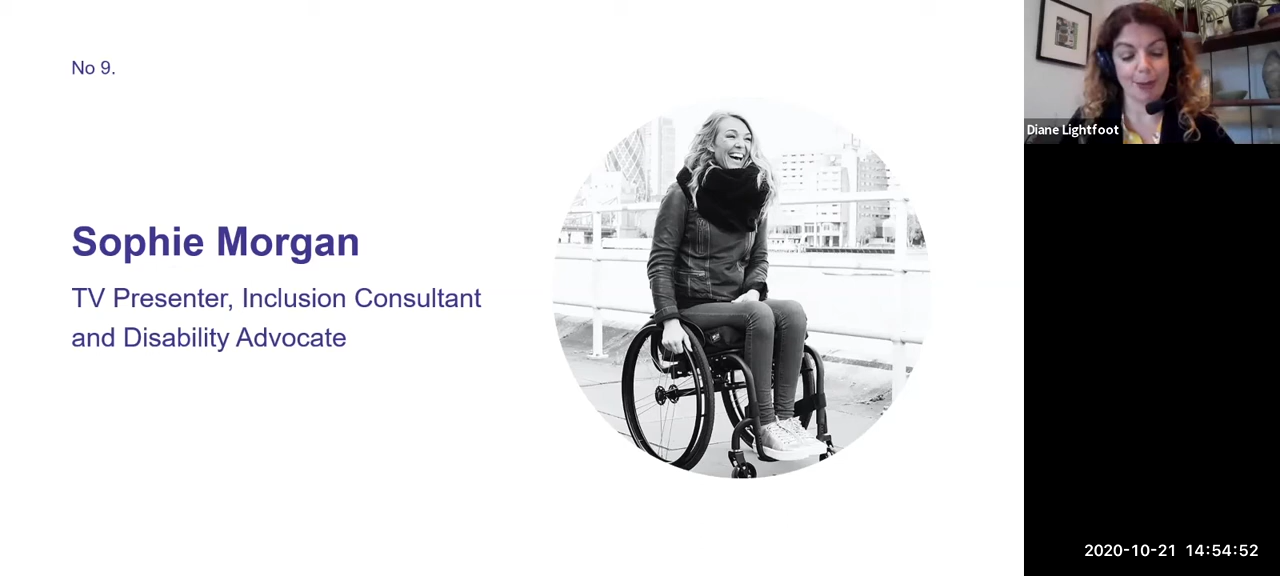 No 9.
Sophie Morgan
TV Presenter, Inclusion Consultant
and Disability Advocate
Diane Lightfoot
2020-10-21 14:54:52